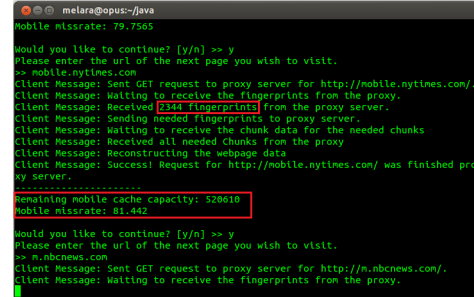 melara@opus:~/java
Mobile missrate: 79.7565
Would you like to continue? [y/n] >> y
Please enter the url of the next page you wish to visit.
>> mobile.nytimes.com
Client Message: Sent GET request to proxy server for http://mobile.nytimes.com/.
Client Message: Waiting to receive the fingerprints from the proxy.
Client Message: Received 2344 fingerprints from the proxy server.
Client Message: Sending needed fingerprints to proxy server.
Client Message: Waiting to receive the chunk data for the needed chunks
Client Message: Received all needed Chunks from the proxy
Client Message: Reconstructing the webpage data
Client Message: Success! Request for http://mobile.nytimes.com/ was finished pro
xy server.
----------------------
Remaining mobile cache capacity: 520610
Mobile missrate: 81.442
Would you like to continue? [y/n] >> y
Please enter the url of the next page you wish to visit.
>> m.nbcnews.com
Client Message: Sent GET request to proxy server for http://m.nbcnews.com/.
Client Message: Waiting to receive the fingerprints from the proxy.